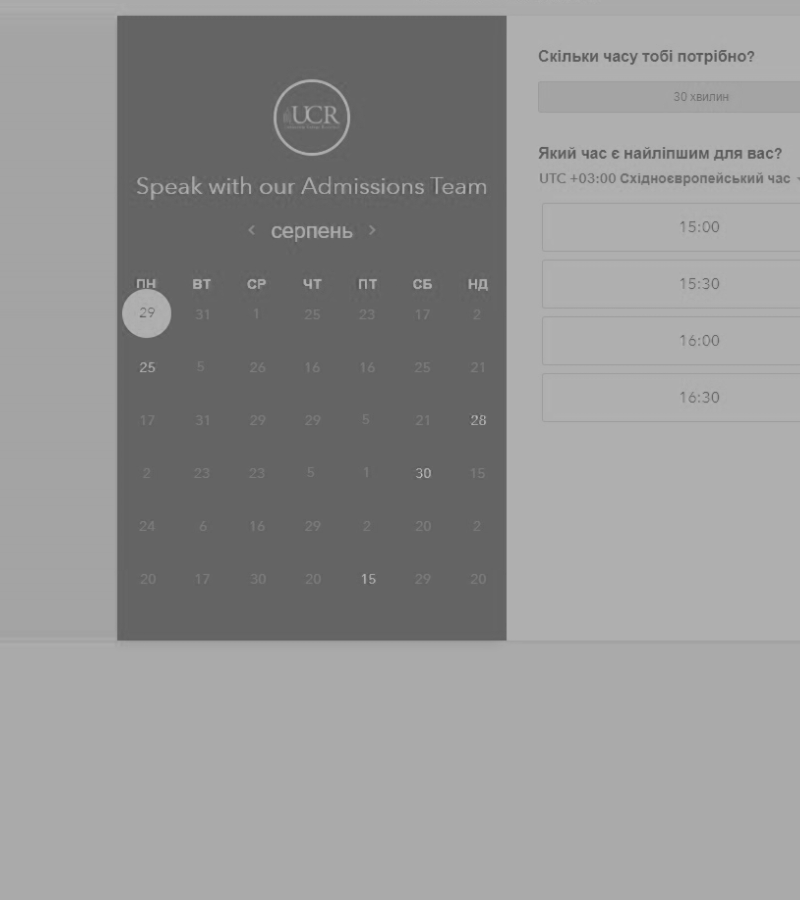 UCR
Speak with our Admissions Team
серпень
ПН ВТ СР ЧТ ПТ СБ НД
29 31 1 25 23 17 2
25 5 26 16 16 25 21
17 31 29 29 5 21 28
2 23 23 5 1 30 15
24 6 16 29 2 20 2
20 17 30 20 15 29 20
Скільки часу тобі потрібно?
30 хвилин
Який час є найліпшим для вас?
UTC +03:00 Східноєвропейський час
15:00
15:30
16:00
16:30